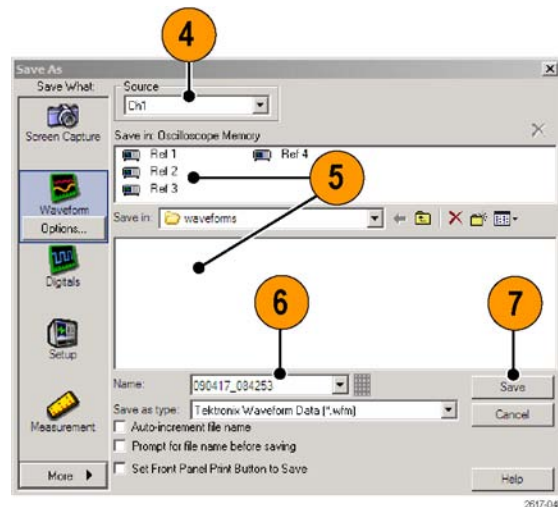 4
Save As
Save What:
Source
Ch1
Screen Capture
Save in: Oscilloscope Memory
Ref 1
Ref 4
Ref 2
Ref 3
5
Waveform
Options...
Save in:
waveforms
Digitals
6
7
Setup
Name:
090417_084253
Save
Save as type:
Tektronix Waveform Data (*.wfm)
Cancel
Measurement
Auto-increment file name
Prompt for file name before saving
Set Front Panel Print Button to Save
More
Help
2617-04